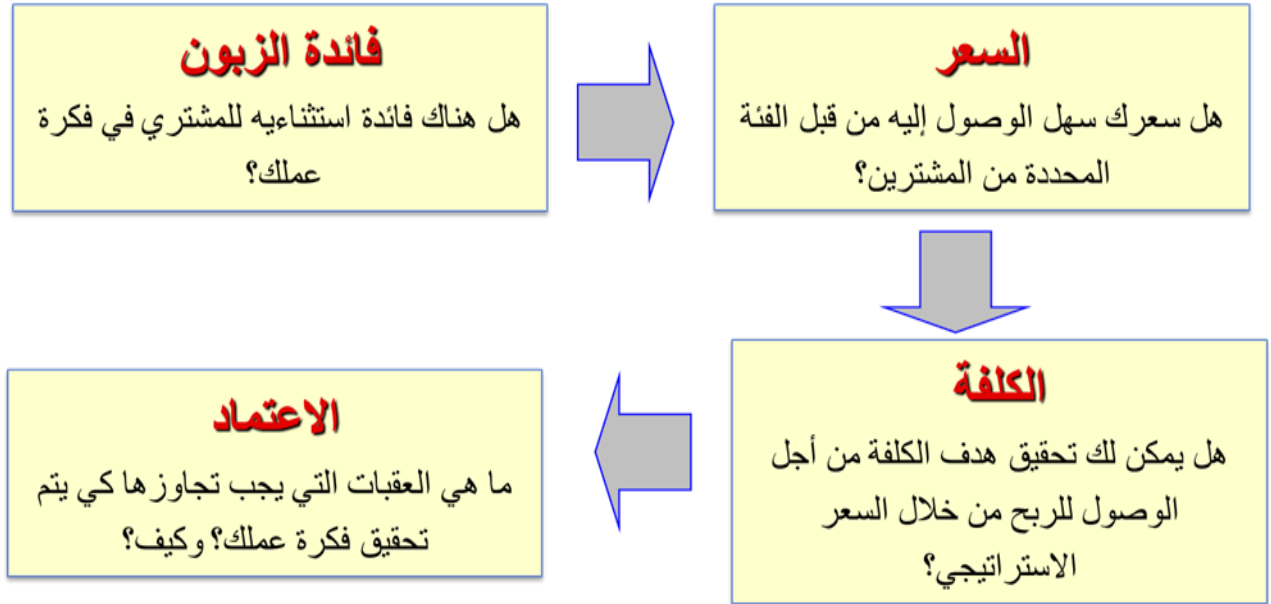 فائدة الزبون
هل هناك فائدة استثناءيه للمشتري في فكرة
عملك؟
السعر
هل سعرك سهل الوصول إليه من قبل الفئة
المحددة من المشترين؟
الكلفة
هل يمكن لك تحقيق هدف الكلفة من أجل
الوصول للربح من خلال السعر
الاستراتيجي؟
الاعتماد
ما هي العقبات التي يجب تجاوزها كي يتم
تحقيق فكرة عملك؟ وكيف؟